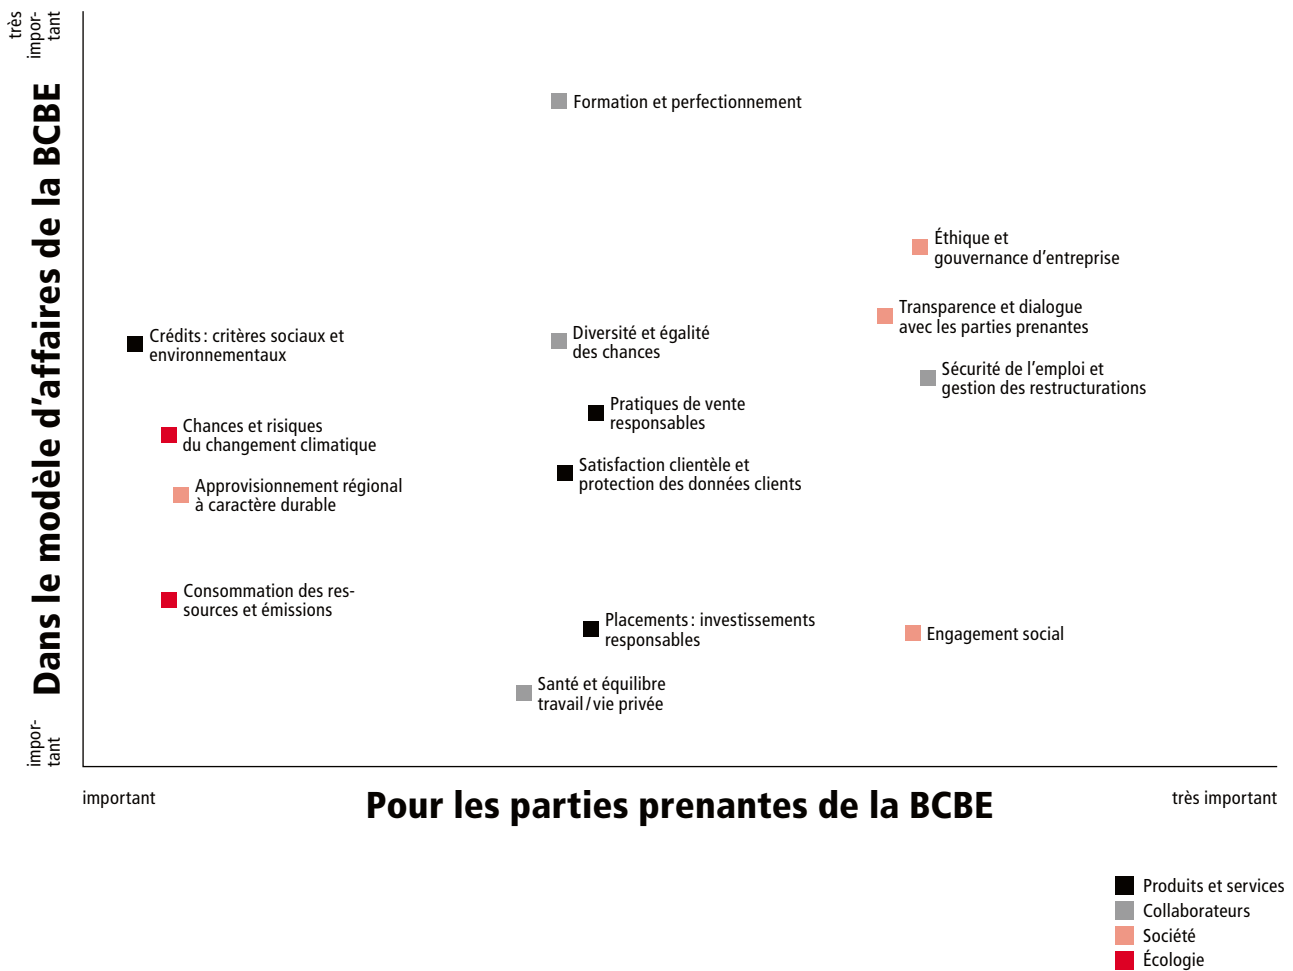 très
impor-
tant
Dans le modèle d'affaires de la BCBE
impor-
tant
Formation et perfectionnement
Éthique et
gouvernance d'entreprise
Transparence et dialogue
avec les parties prenantes
Crédits : critères sociaux et
environnementaux
Diversité et égalité
des chances
Sécurité de l'emploi et
gestion des restructurations
Pratiques de vente
responsables
Chances et risiques
du changement climatique
Satisfaction clientèle et
protection des données clients
Approvisionnement régional
à caractère durable
Consommation des res-
sources et émissions
Placements : investissements
responsables
Engagement social
Santé et équilibre
travail / vie privée
important
Pour les parties prenantes de la BCBE
très important
Produits et services
Collaborateurs
Société
Écologie